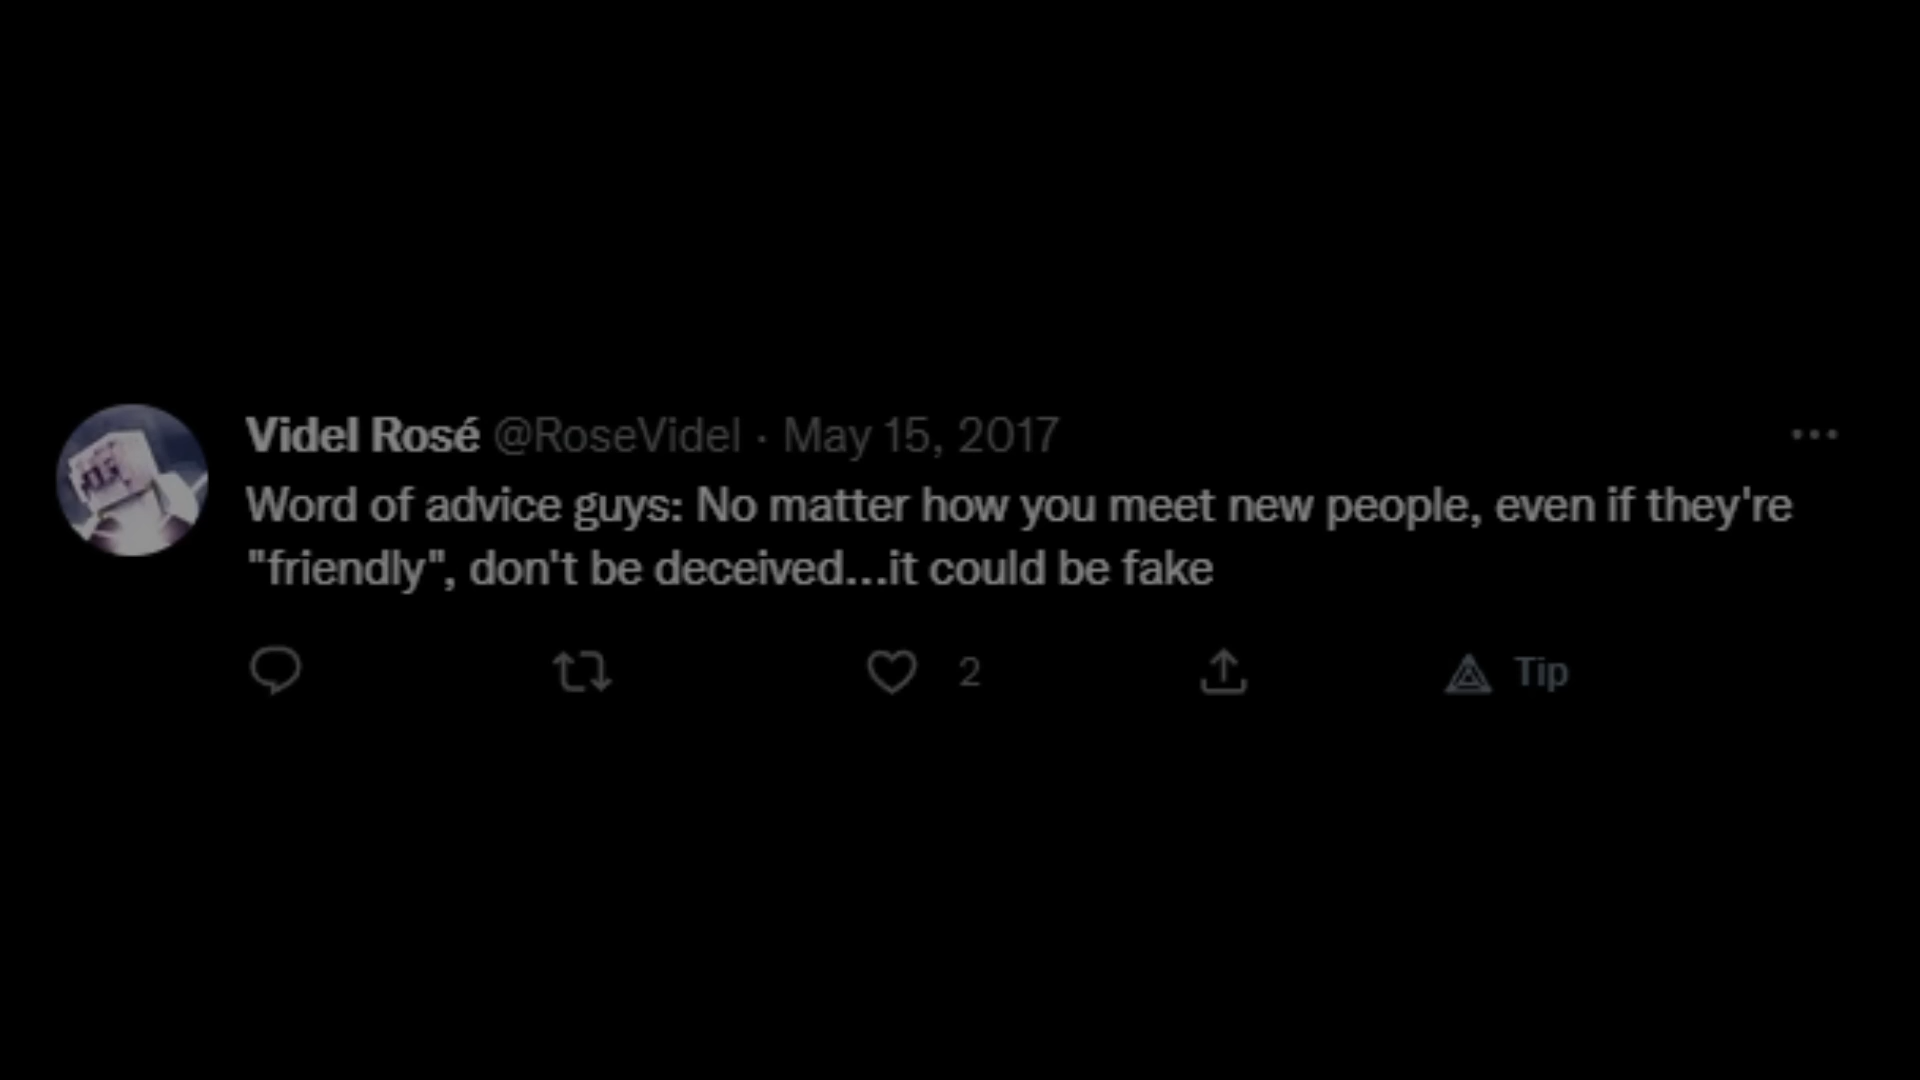 Videl Rosé @RoseVidel · May 15, 2017
Word of advice guys: No matter how you meet new people, even if they're
"friendly", don't be deceived...it could be fake
2
Tip